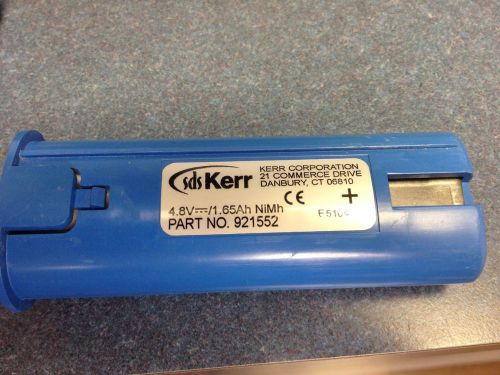 sds Kerr
KERR CORPORATION
21 COMMERCE DRIVE
DANBURY, CT 06810
4.8V⎓/1.65Ah NiMh
CE +
PART NO. 921552